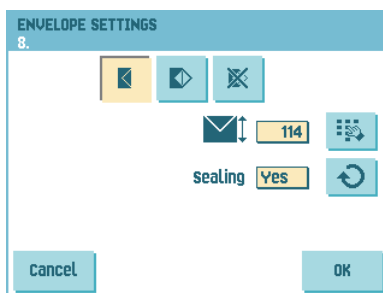 ENVELOPE SETTINGS
8.
114
Sealing Yes
Cancel OK